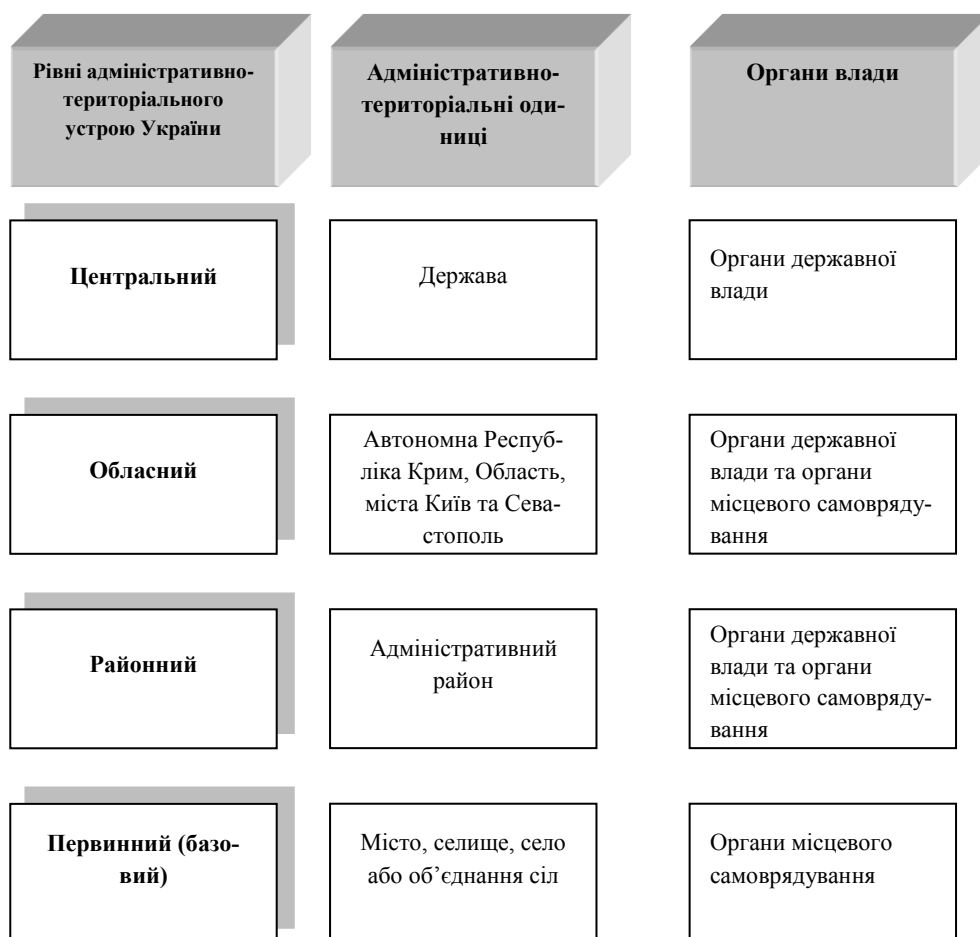 Рівні адміністративно-
територіального
устрою України
Адміністративно-
територіальні оди-
ниці
Органи влади
Центральний
Держава
Органи державної
влади
Обласний
Автономна Респуб-
ліка Крим, Область,
міста Київ та Сева-
стополь
Органи державної
влади та органи
місцевого самовряду-
вання
Районний
Адміністративний
район
Органи державної
влади та органи
місцевого самовряду-
вання
Первинний (базо-
вий)
Місто, селище, село
або об’єднання сіл
Органи місцевого
самоврядування